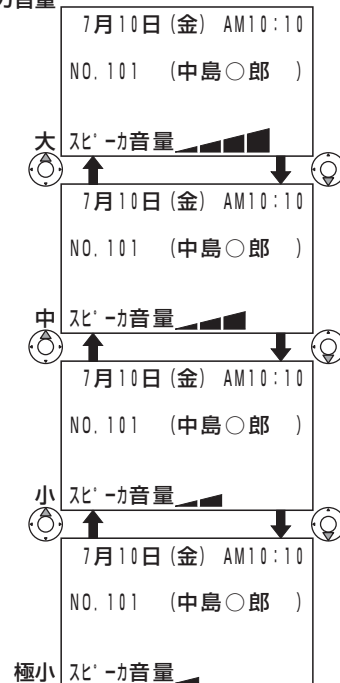 カ音量
7月10日(金) AM10:10
NO.101 (中島○郎 )
大 スピーカ音量
7月10日(金) AM10:10
NO.101 (中島○郎 )
中 スピーカ音量
7月10日(金) AM10:10
NO.101 (中島○郎 )
小 スピーカ音量
7月10日(金) AM10:10
NO.101 (中島○郎 )
極小 スピーカ音量